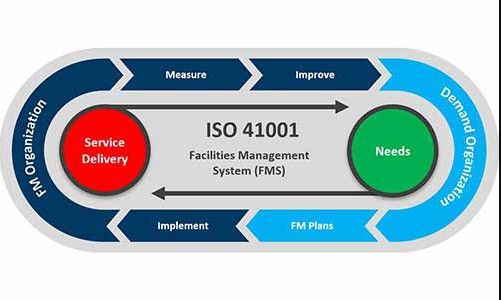 Measure
Improve
FM Organization
Service
Delivery
ISO 41001
Facilities Management
System (FMS)
Needs
Demand Organization
Implement
FM Plans